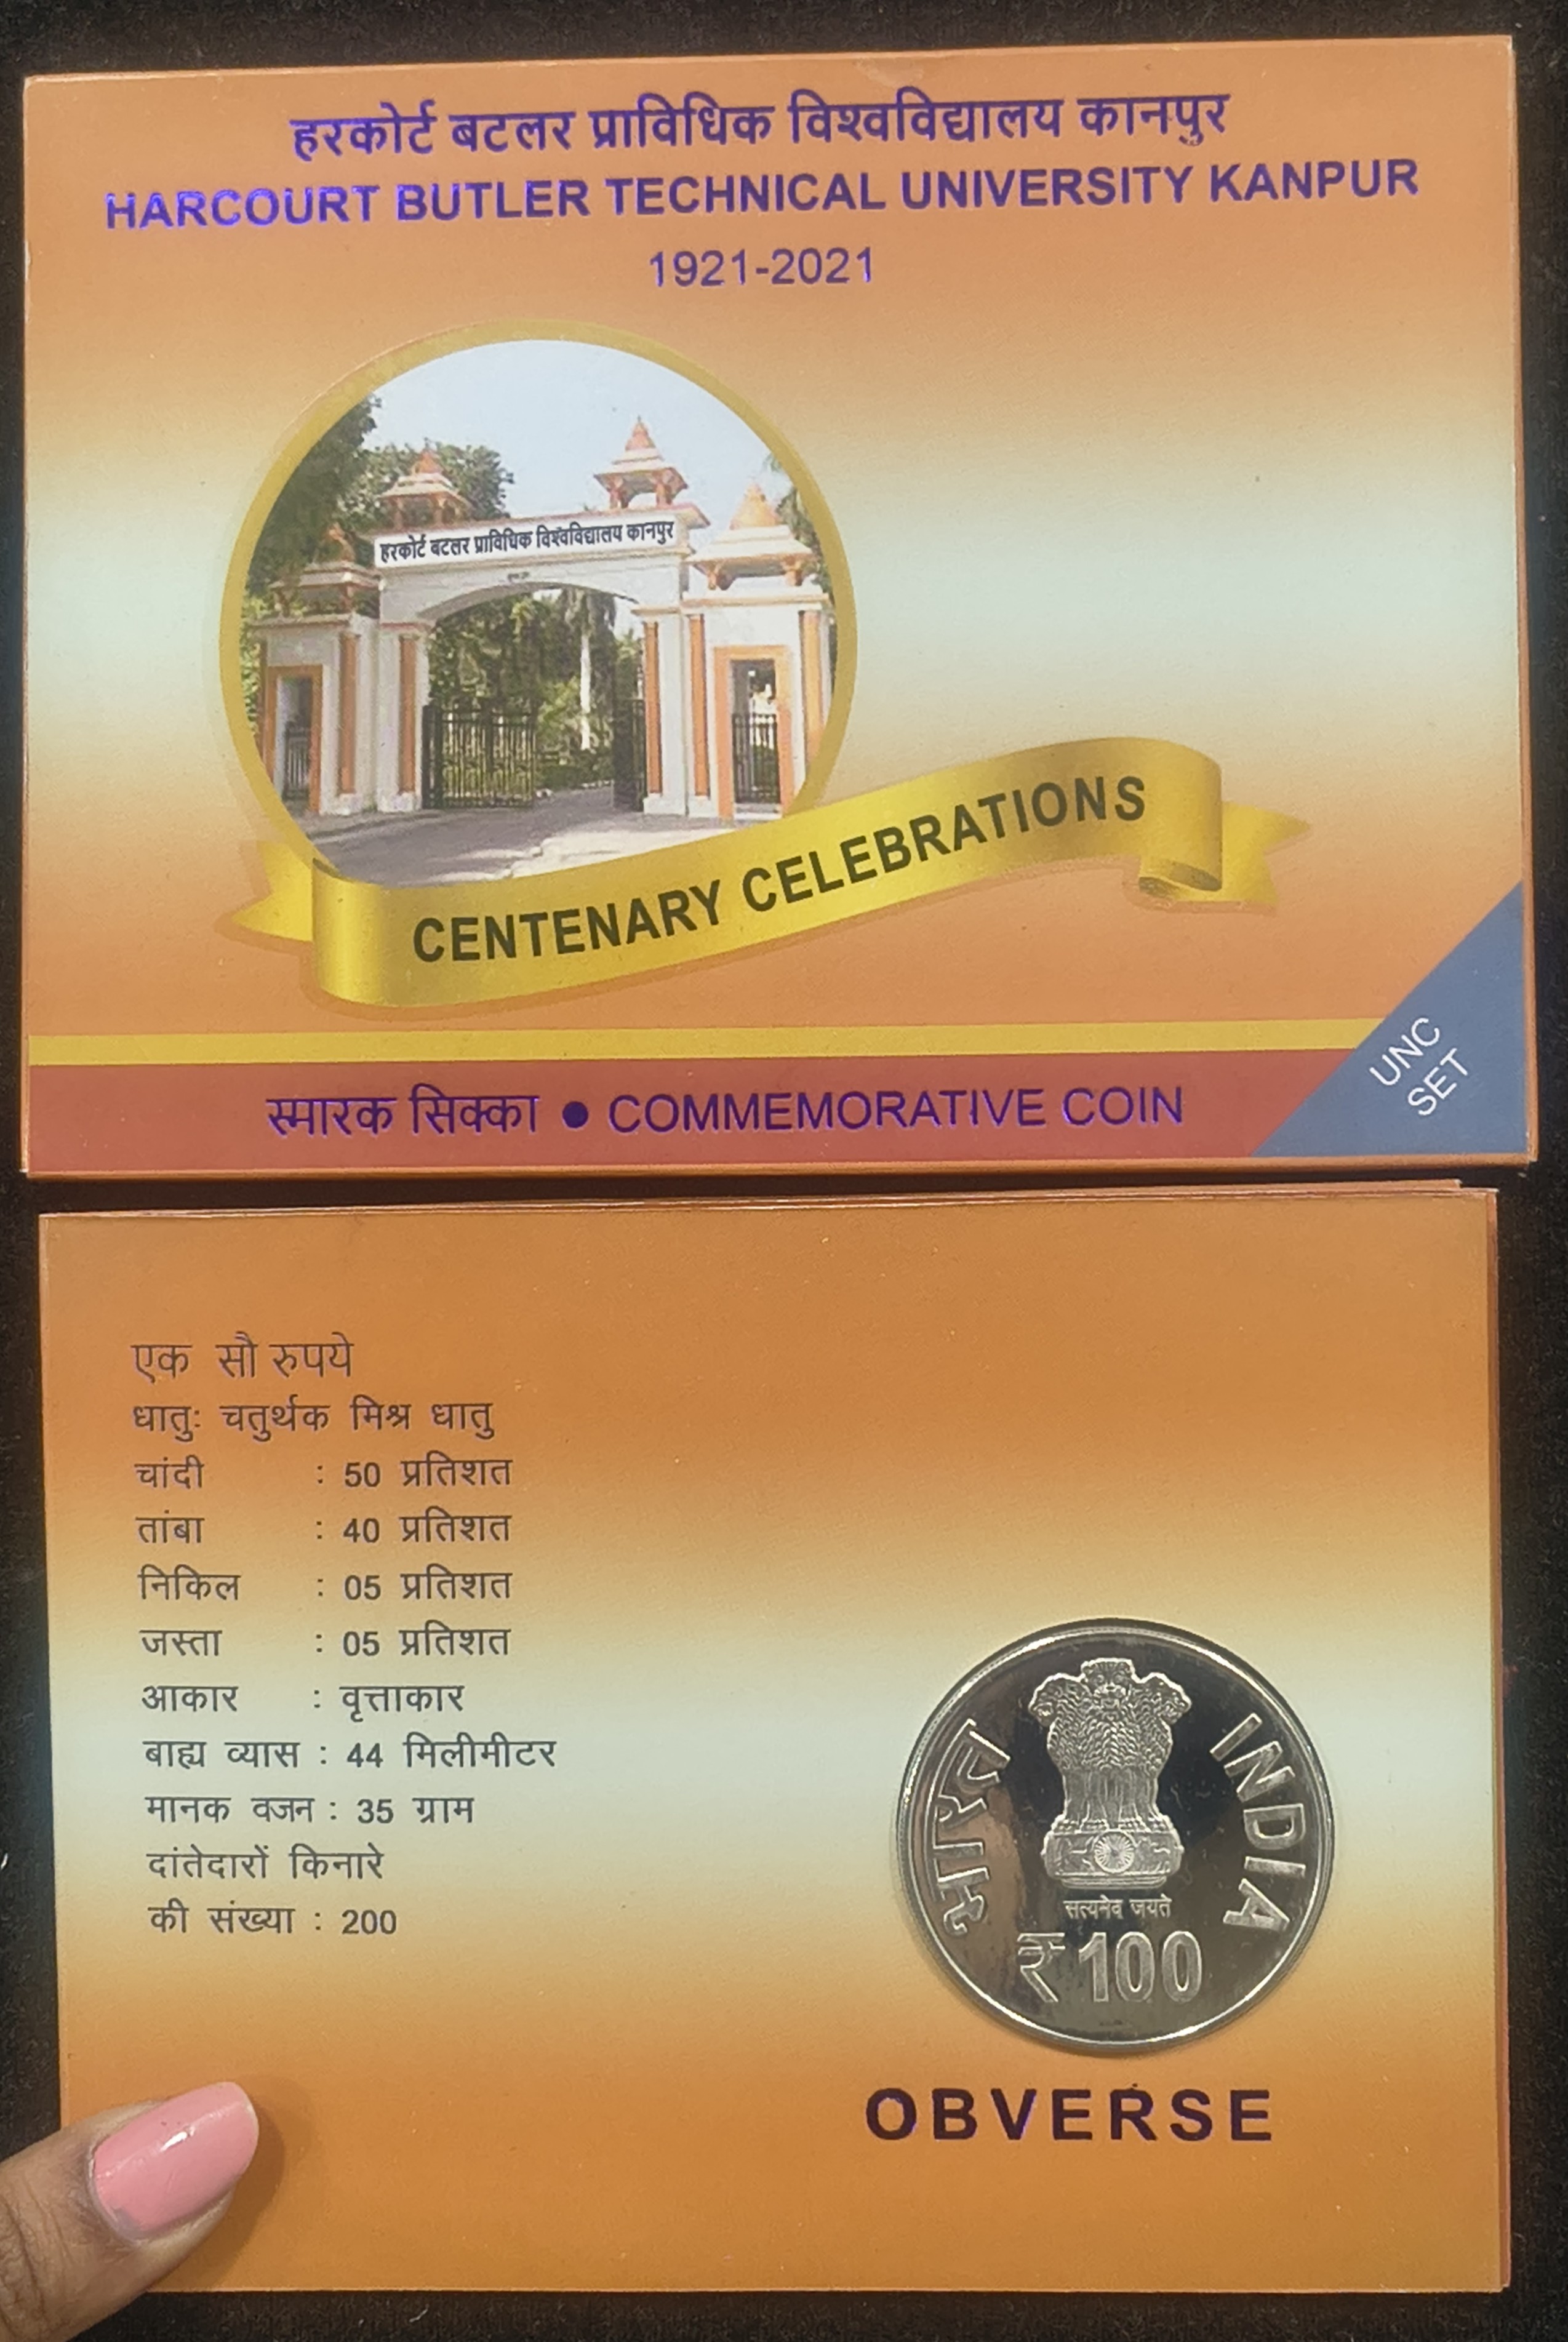 हरकोर्ट बटलर प्राविधिक विश्वविद्यालय कानपुर
HARCOURT BUTLER TECHNICAL UNIVERSITY KANPUR
1921-2021
हरकोर्ट बटलर प्राविधिक विश्वविद्यालय कानपुर
CENTENARY CELEBRATIONS
स्मारक सिक्का ● COMMEMORATIVE COIN
UNC
SET
एक सौ रुपये
धातुः चतुर्थक मिश्र धातु
चांदी : 50 प्रतिशत
तांबा : 40 प्रतिशत
निकिल : 05 प्रतिशत
जस्ता : 05 प्रतिशत
आकार : वृत्ताकार
बाह्य व्यास : 44 मिलीमीटर
मानक वजन : 35 ग्राम
दांतेदारों किनारे
की संख्या : 200
भारत
INDIA
सत्यमेव जयते
₹100
OBVERSE